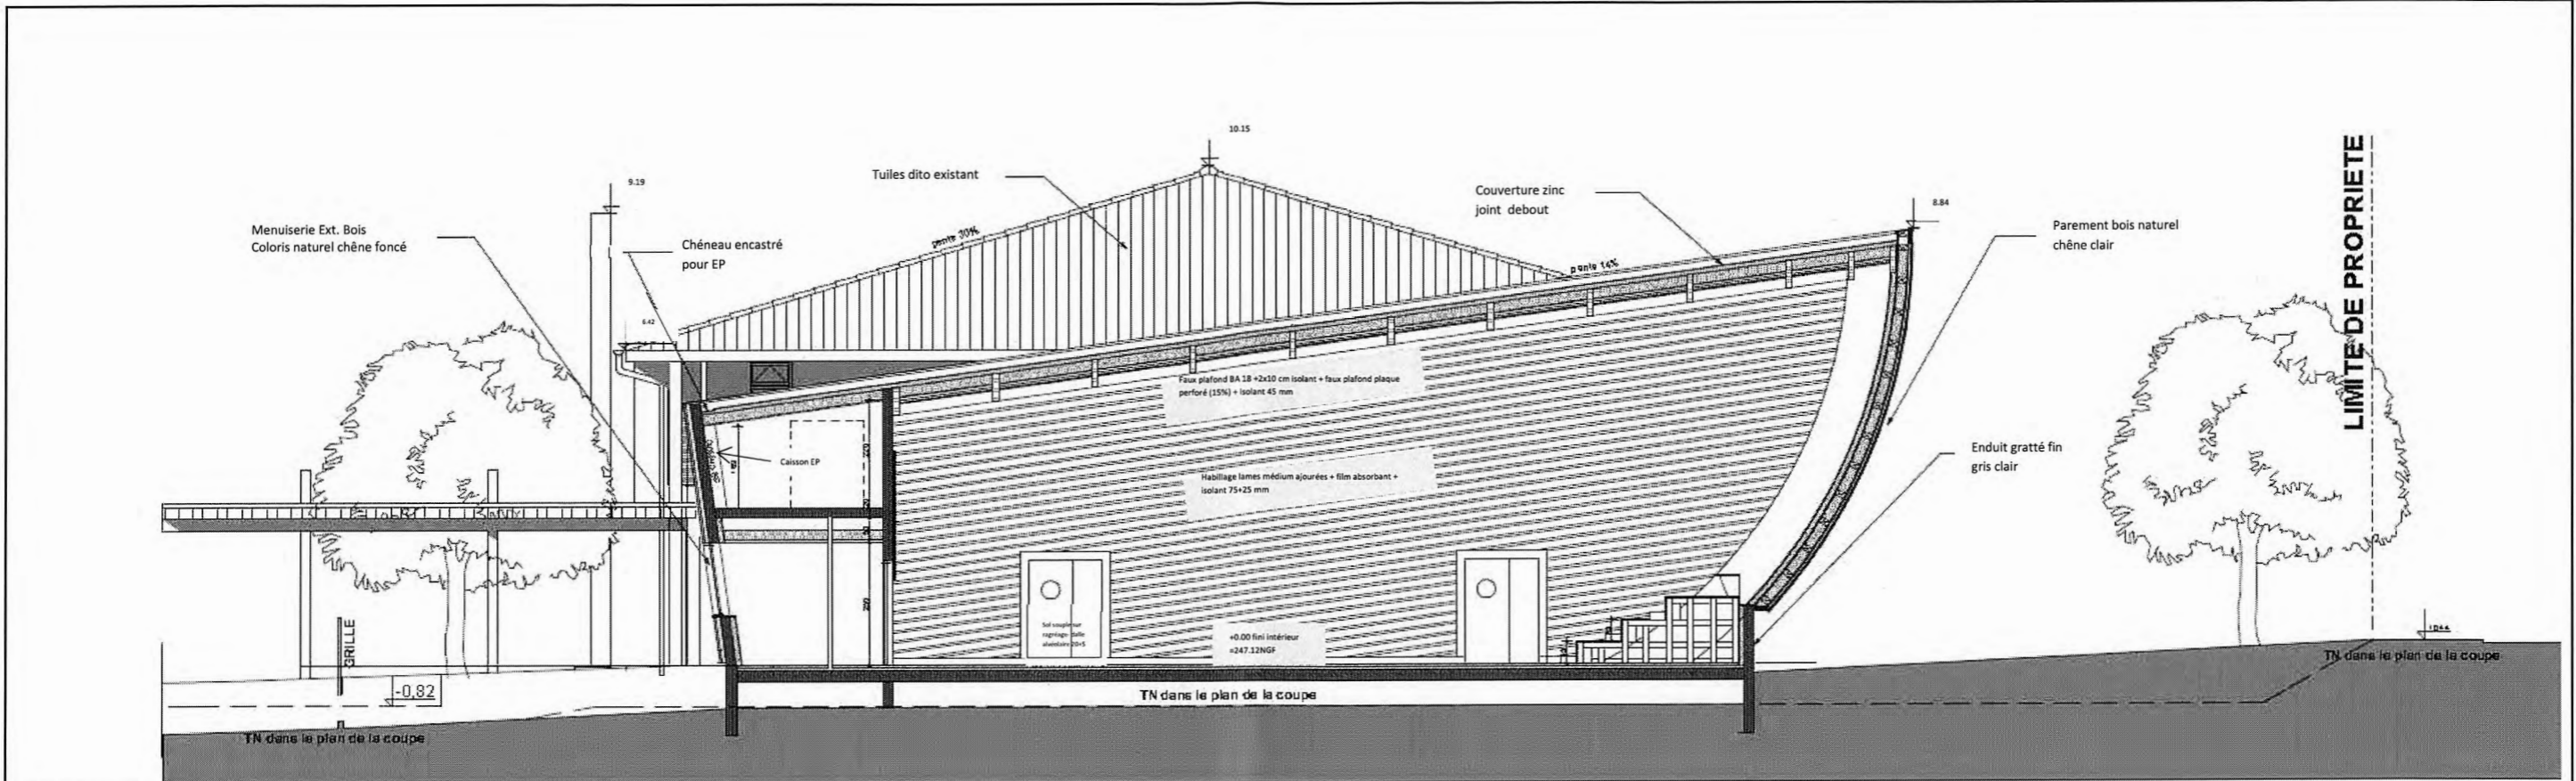 10.15
9.19
Tuiles dito existant
Couverture zinc
joint debout
8.84
Menuiserie Ext. Bois
Coloris naturel chêne foncé
Chéneau encastré
pour EP
pente 30%
pente 14%
Parement bois naturel
chêne clair
LIMITE DE PROPRIETE
Faux plafond BA 18 +2x10 cm isolant + faux plafond plaque
perforé (15%) + isolant 45 mm
Caisson EP
Habillage lames médium ajourées + film absorbant +
isolant 75+25 mm
Enduit gratté fin
gris clair
GRILLE
Sol souple sur
+0.00 fini intérieur
=247.12NGF
-0,82
TN dans le plan de la coupe
TN dans le plan de la coupe
TN dans le plan de la coupe